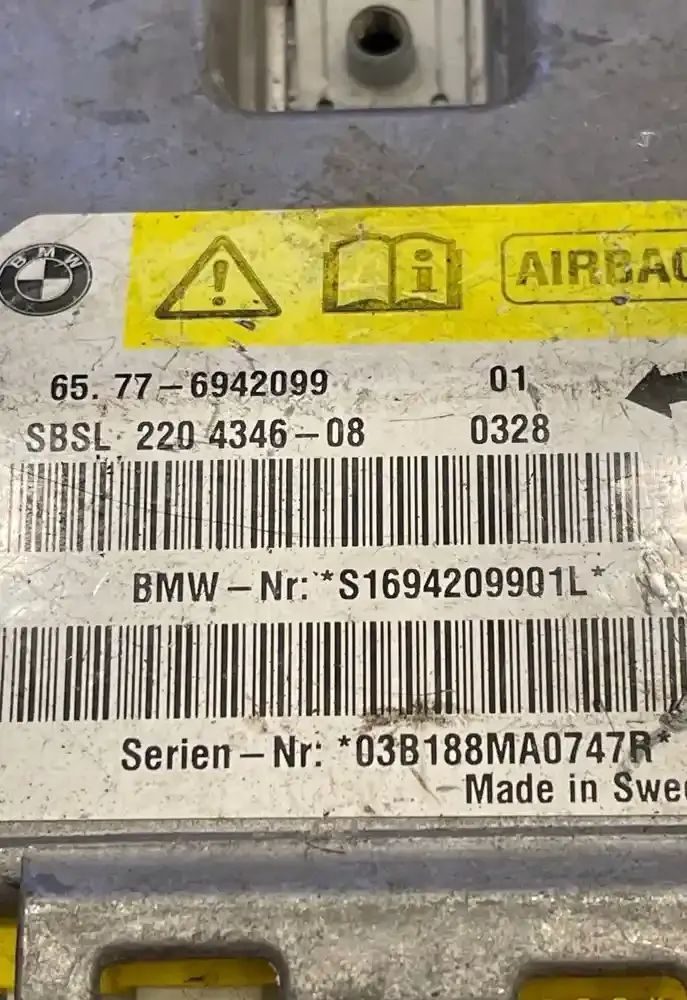 BMW
AIRBAG
65. 77-6942099 01
SBSL 220 4346-08 0328
BMW-Nr: *S1694209901L*
Serien-Nr: *03B188MA0747R*
Made in Swe